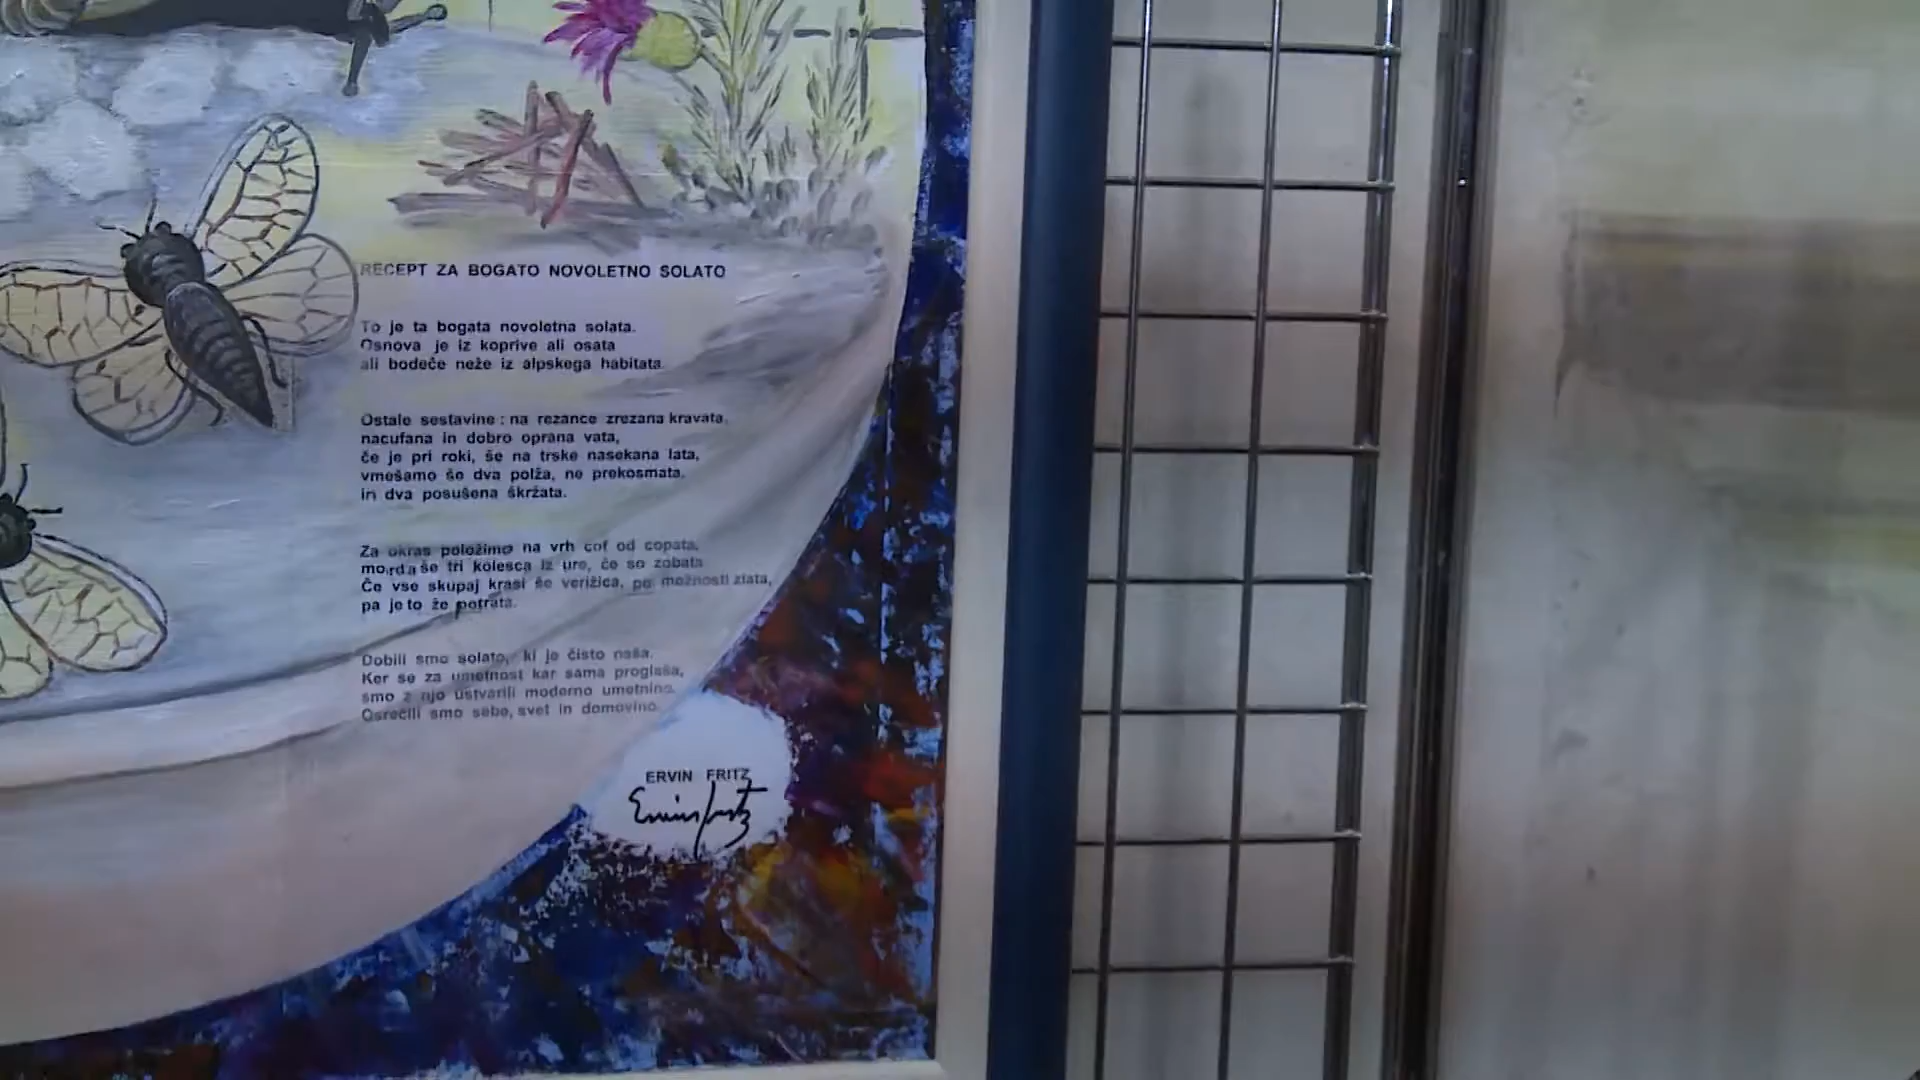 RECEPT ZA BOGATO NOVOLETNO SOLATO
To je ta bogata novoletna solata.
Osnova je iz koprive ali osata
ali bodeče neže iz alpskega habitata.
Ostale sestavine : na rezance zrezana kravata,
nacufana in dobro oprana vata,
če je pri roki, še na trske nasekana lata,
vmešamo še dva polža, ne prekosmata,
in dva posušena škržata.
Za okras položimo na vrh cof od copata,
morda še tri kolesca iz ure, če so zobata
Če vse skupaj krasi še verižica, po možnosti zlata,
pa je to že potrata.
Dobili smo solato, ki je čisto naša.
Ker se za umetnost kar sama proglaša,
smo z njo ustvarili moderno umetnino.
Osrečili smo sebe, svet in domovino.
ERVIN FRITZ
Ervin Fritz